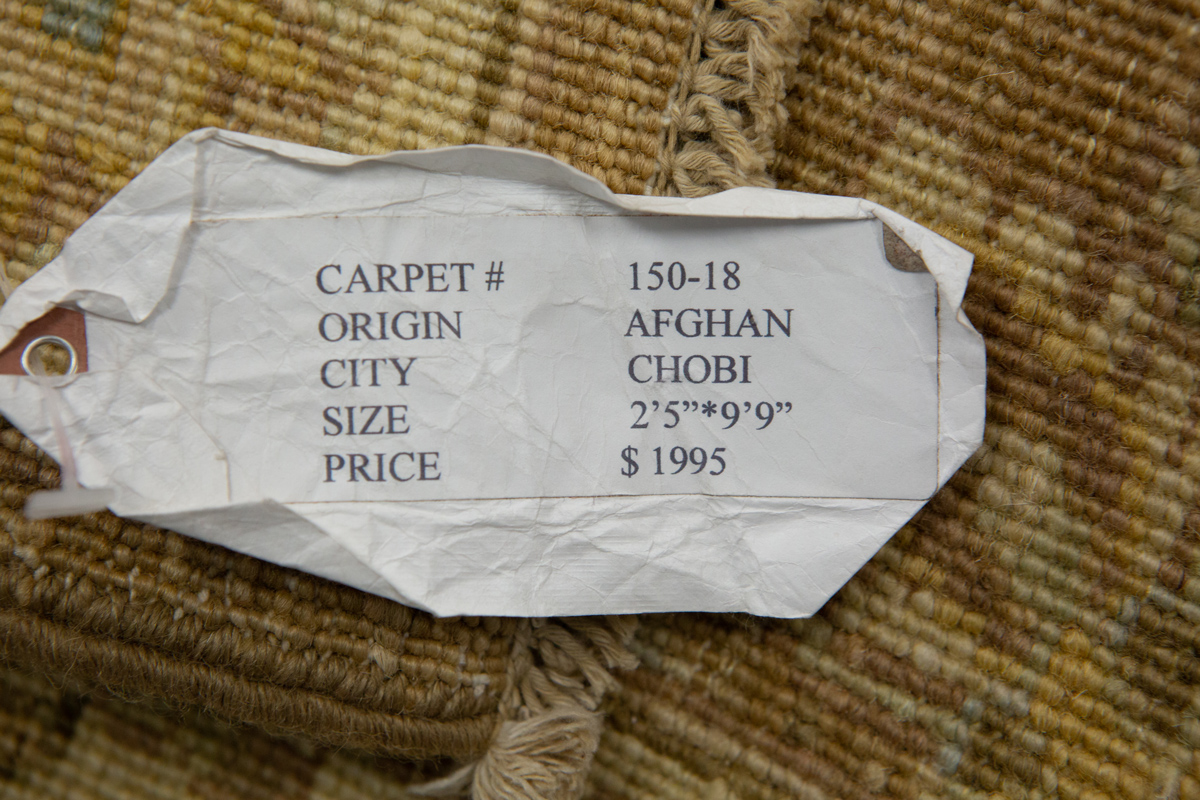 CARPET # 150-18
ORIGIN AFGHAN
CITY CHOBI
SIZE 2’5”*9’9”
PRICE $ 1995